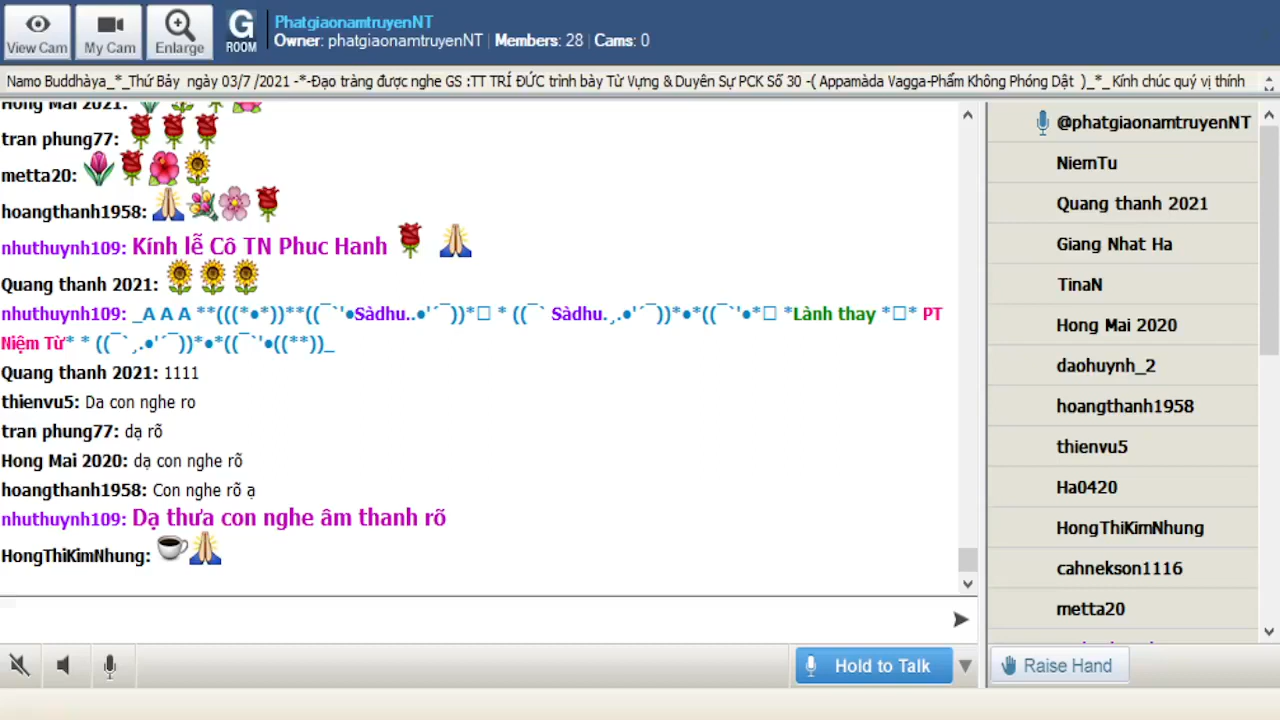 View Cam
My Cam
Enlarge
G
ROOM
PhatgiaonamtruyenNT
Owner: phatgiaonamtruyenNT | Members: 28 | Cams: 0
Namo Buddhàya_*_Thứ Bảy ngày 03/7 /2021 -*-Đạo tràng được nghe GS :TT TRÍ ĐỨC trình bày Từ Vựng & Duyên Sự PCK Số 30 -( Appamàda Vagga-Phẩm Không Phóng Dật )_*_Kính chúc quý vị thính
Hong Mai 2021:
tran phung77:
metta20:
hoangthanh1958:
nhuthuynh109: Kính lễ Cô TN Phuc Hanh
Quang thanh 2021:
nhuthuynh109: _A A A **(((*●*))**((¯`'●Sàdhu..●'´¯))*□ * ((¯` Sàdhu.¸.●'´¯))*●*((¯`'●*□ *Lành thay *□* PT
Niệm Từ* * ((¯`¸.●'´¯))*●*((¯`'●((**))_
Quang thanh 2021: 1111
thienvu5: Da con nghe ro
tran phung77: dạ rõ
Hong Mai 2020: dạ con nghe rõ
hoangthanh1958: Con nghe rõ ạ
nhuthuynh109: Dạ thưa con nghe âm thanh rõ
HongThiKimNhung:
Hold to Talk
@phatgiaonamtruyenNT
NiemTu
Quang thanh 2021
Giang Nhat Ha
TinaN
Hong Mai 2020
daohuynh_2
hoangthanh1958
thienvu5
Ha0420
HongThiKimNhung
cahnekson1116
metta20
Raise Hand